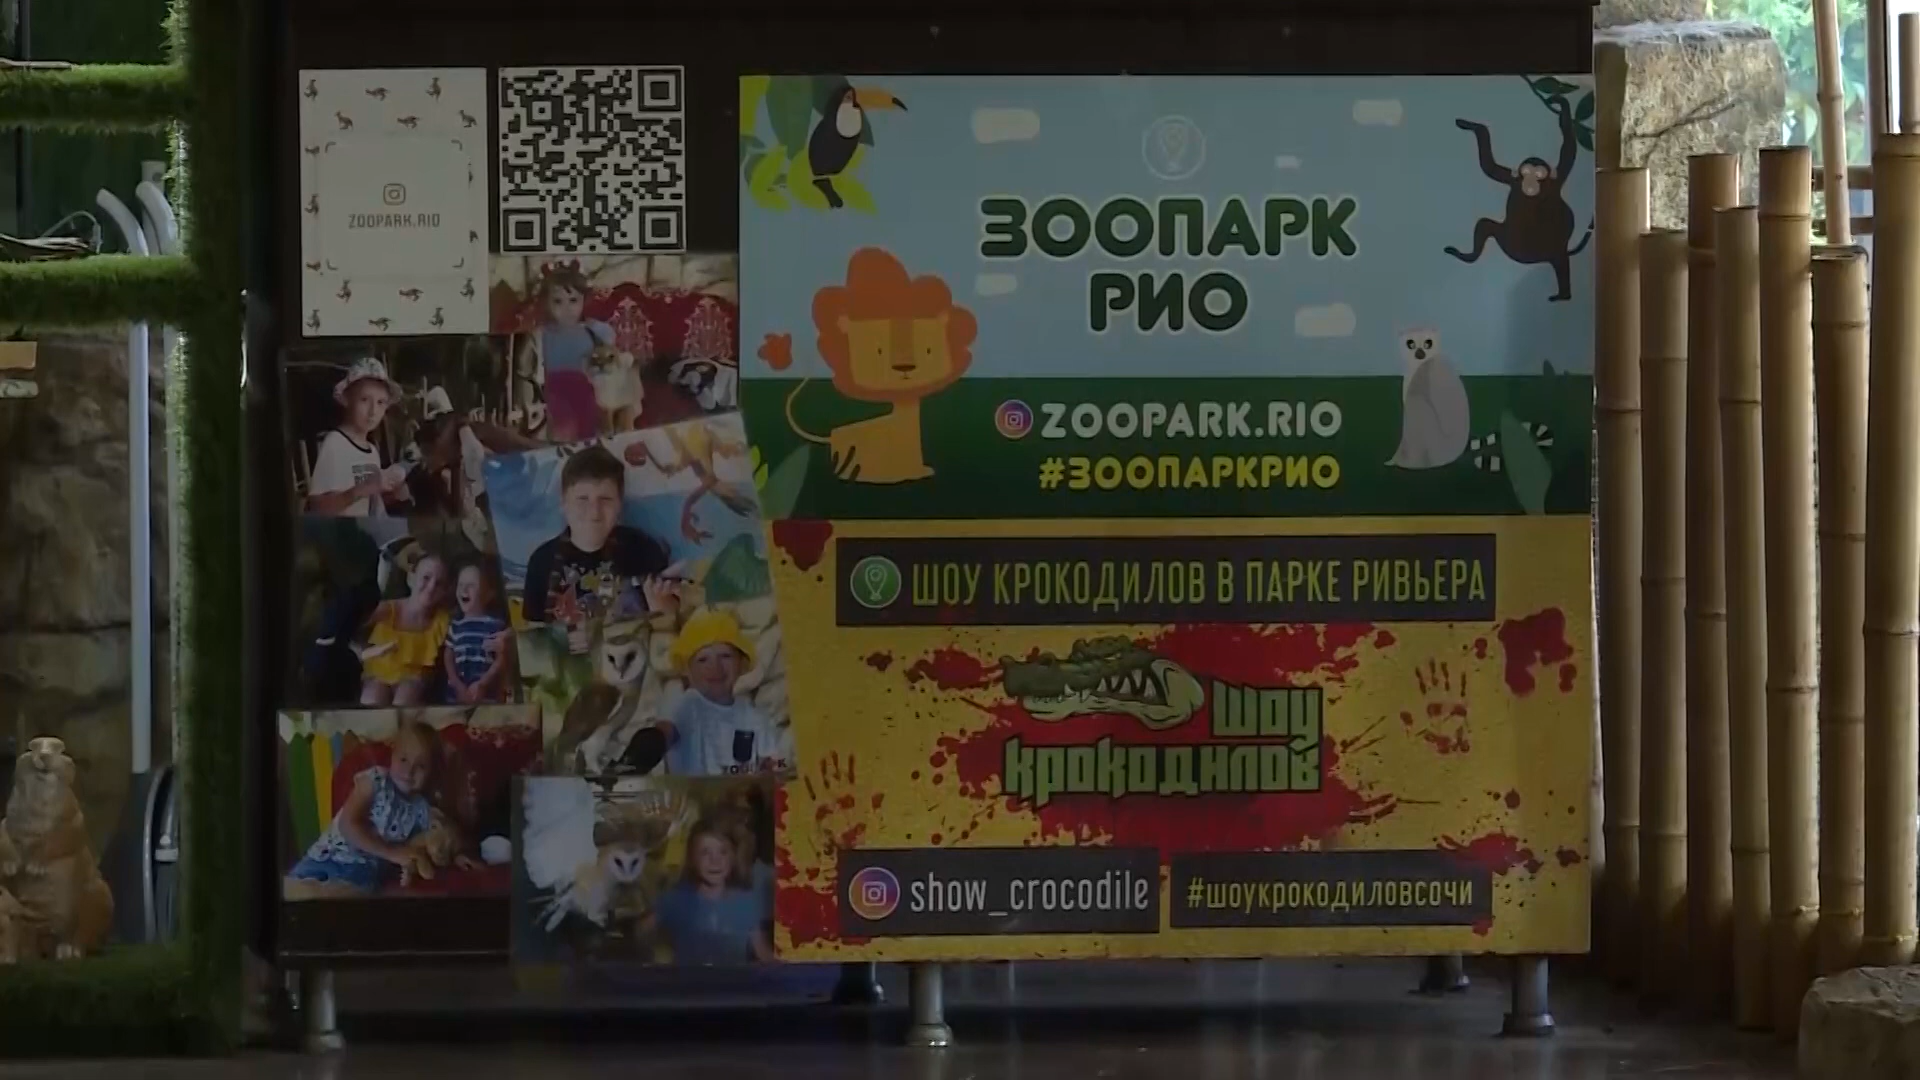 ZOOPARK.RIO
ЗООПАРК
РИО
ZOOPARK.RIO
#ЗООПАРКРИО
ШОУ КРОКОДИЛОВ В ПАРКЕ РИВЬЕРА
ШОУ
КРОКОДИЛОВ
show_crocodile
#шоукрокодиловсочи